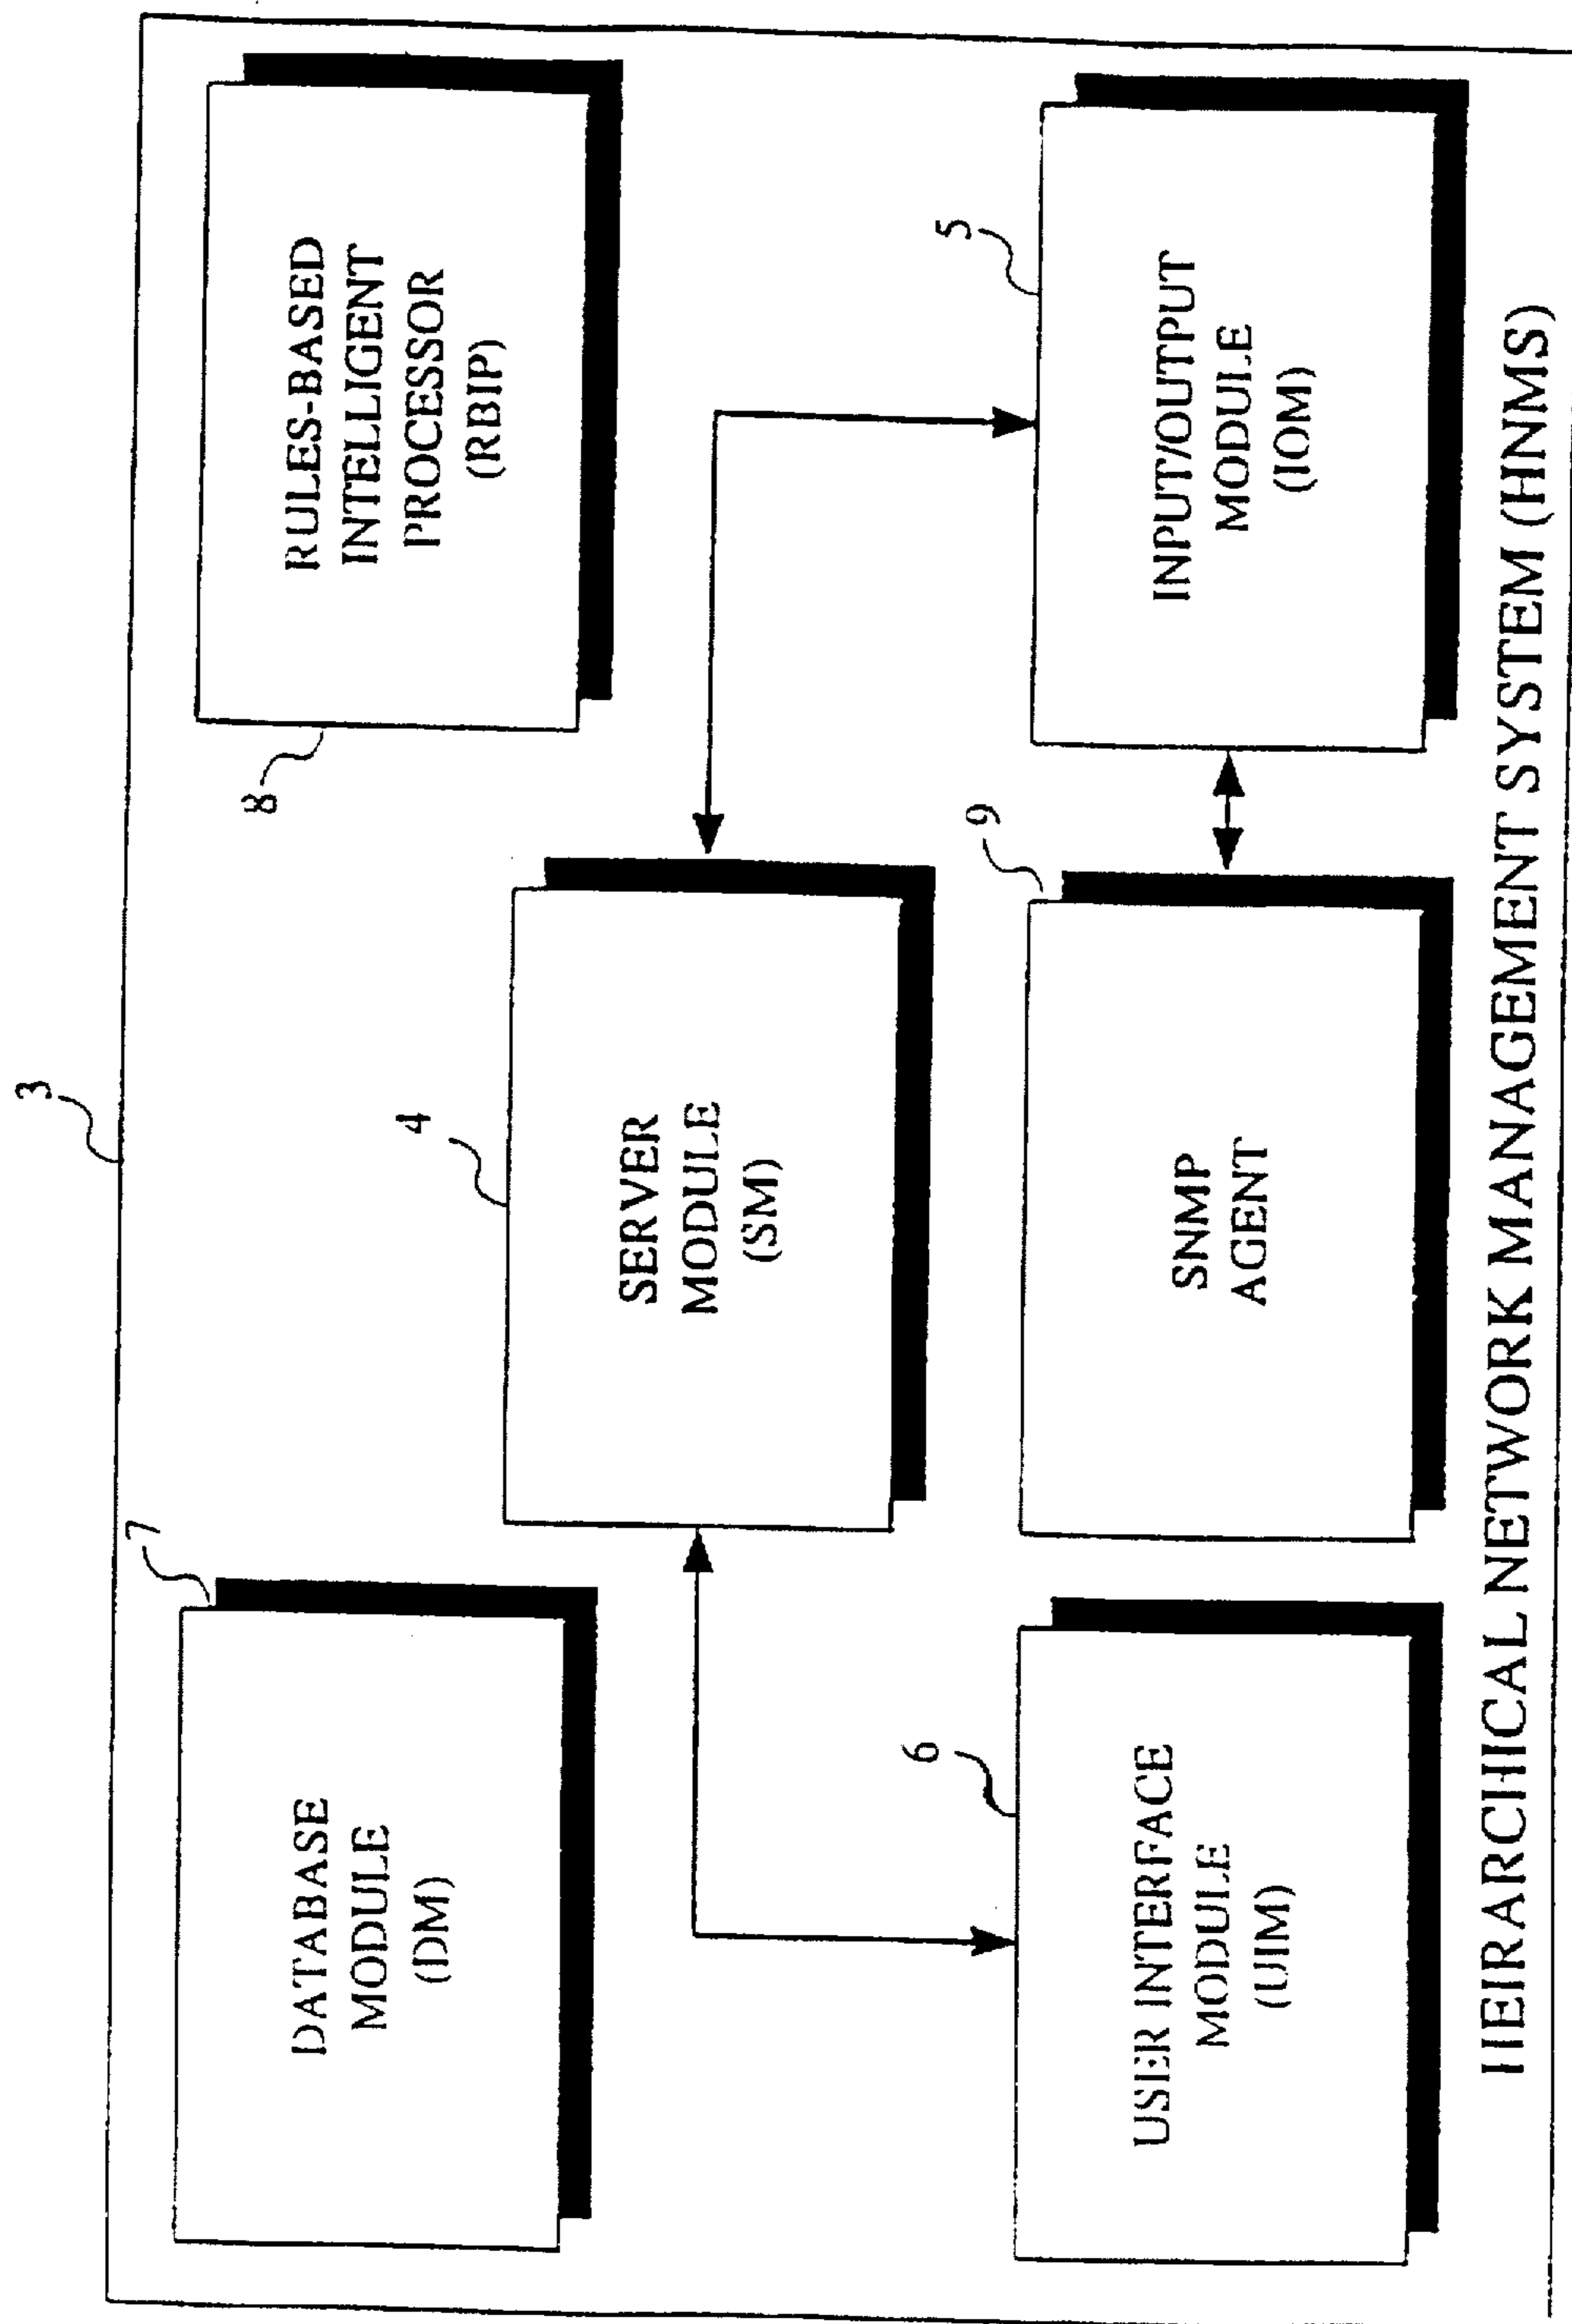 3
7
DATABASE
MODULE
(DM)
8
RULES-BASED
INTELLIGENT
PROCESSOR
(RBIP)
4
SERVER
MODULE
(SM)
6
USER INTERFACE
MODULE
(UIM)
9
SNMP
AGENT
5
INPUT/OUTPUT
MODULE
(IOM)
HEIRARCHICAL NETWORK MANAGEMENT SYSTEM (HNMS)